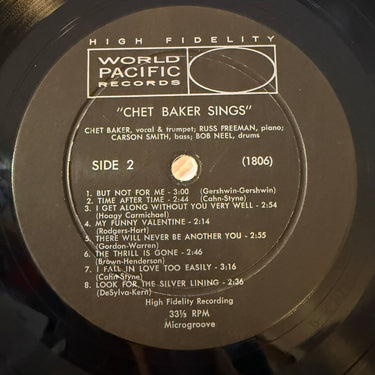 HIGH FIDELITY
WORLD
PACIFIC
RECORDS
"CHET BAKER SINGS"
CHET BAKER, vocal & trumpet; RUSS FREEMAN, piano;
CARSON SMITH, bass; BOB NEEL, drums
SIDE 2 (1806)
1. BUT NOT FOR ME - 3:00 (Gershwin-Gershwin)
2. TIME AFTER TIME - 2:44 (Cahn-Styne)
3. I GET ALONG WITHOUT YOU VERY WELL - 2:54
(Hoagy Carmichael)
4. MY FUNNY VALENTINE - 2:14
(Rodgers-Hart)
5. THERE WILL NEVER BE ANOTHER YOU - 2:55
(Gordon-Warren)
6. THE THRILL IS GONE - 2:46
(Brown-Henderson)
7. I FALL IN LOVE TOO EASILY - 3:16
(Cahn-Styne)
8. LOOK FOR THE SILVER LINING - 2:36
(DeSylva-Kern)
High Fidelity Recording
33⅓ RPM
Microgroove